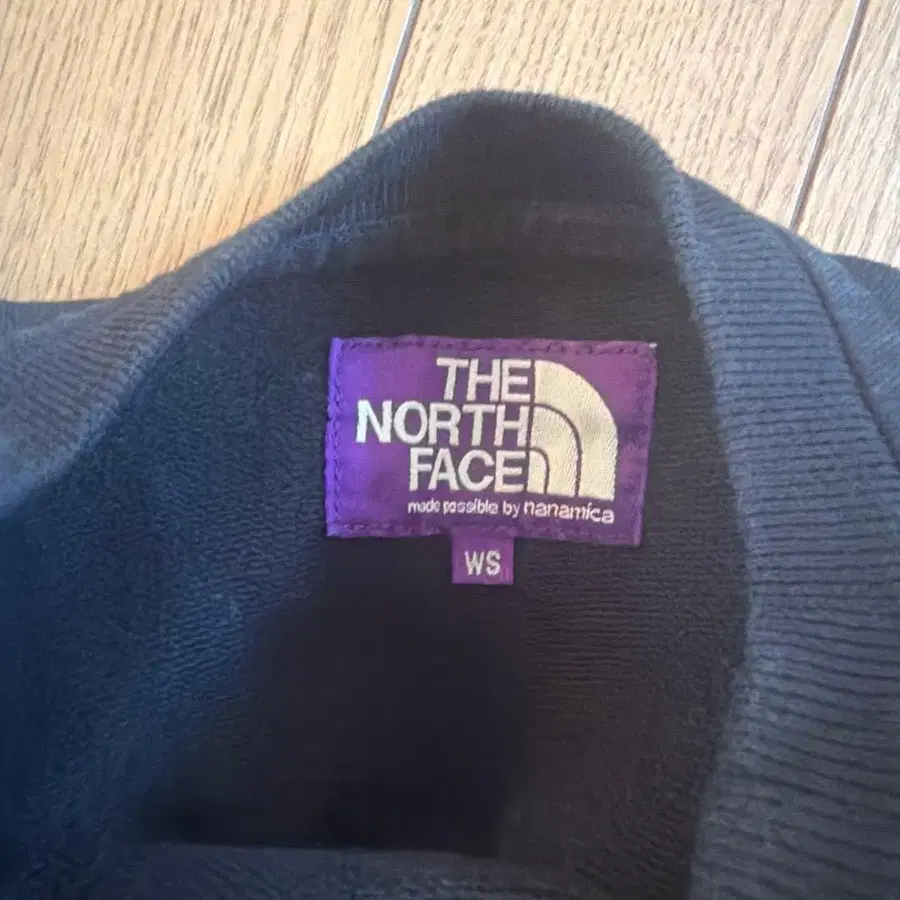 THE
NORTH
FACE
made possible by nanamica
WS